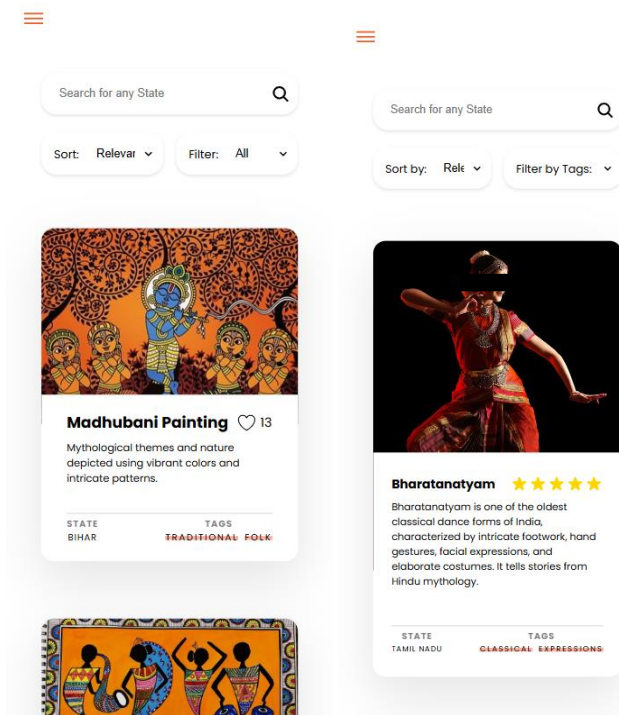 Search for any State
Sort: Relevar
Filter: All
Madhubani Painting 13
Mythological themes and nature
depicted using vibrant colors and
intricate patterns.
STATE TAGS
BIHAR TRADITIONAL FOLK
Search for any State
Sort by: Rele
Filter by Tags:
Bharatanatyam
Bharatanatyam is one of the oldest
classical dance forms of India,
characterized by intricate footwork, hand
gestures, facial expressions, and
elaborate costumes. It tells stories from
Hindu mythology.
STATE TAGS
TAMIL NADU CLASSICAL EXPRESSIONS